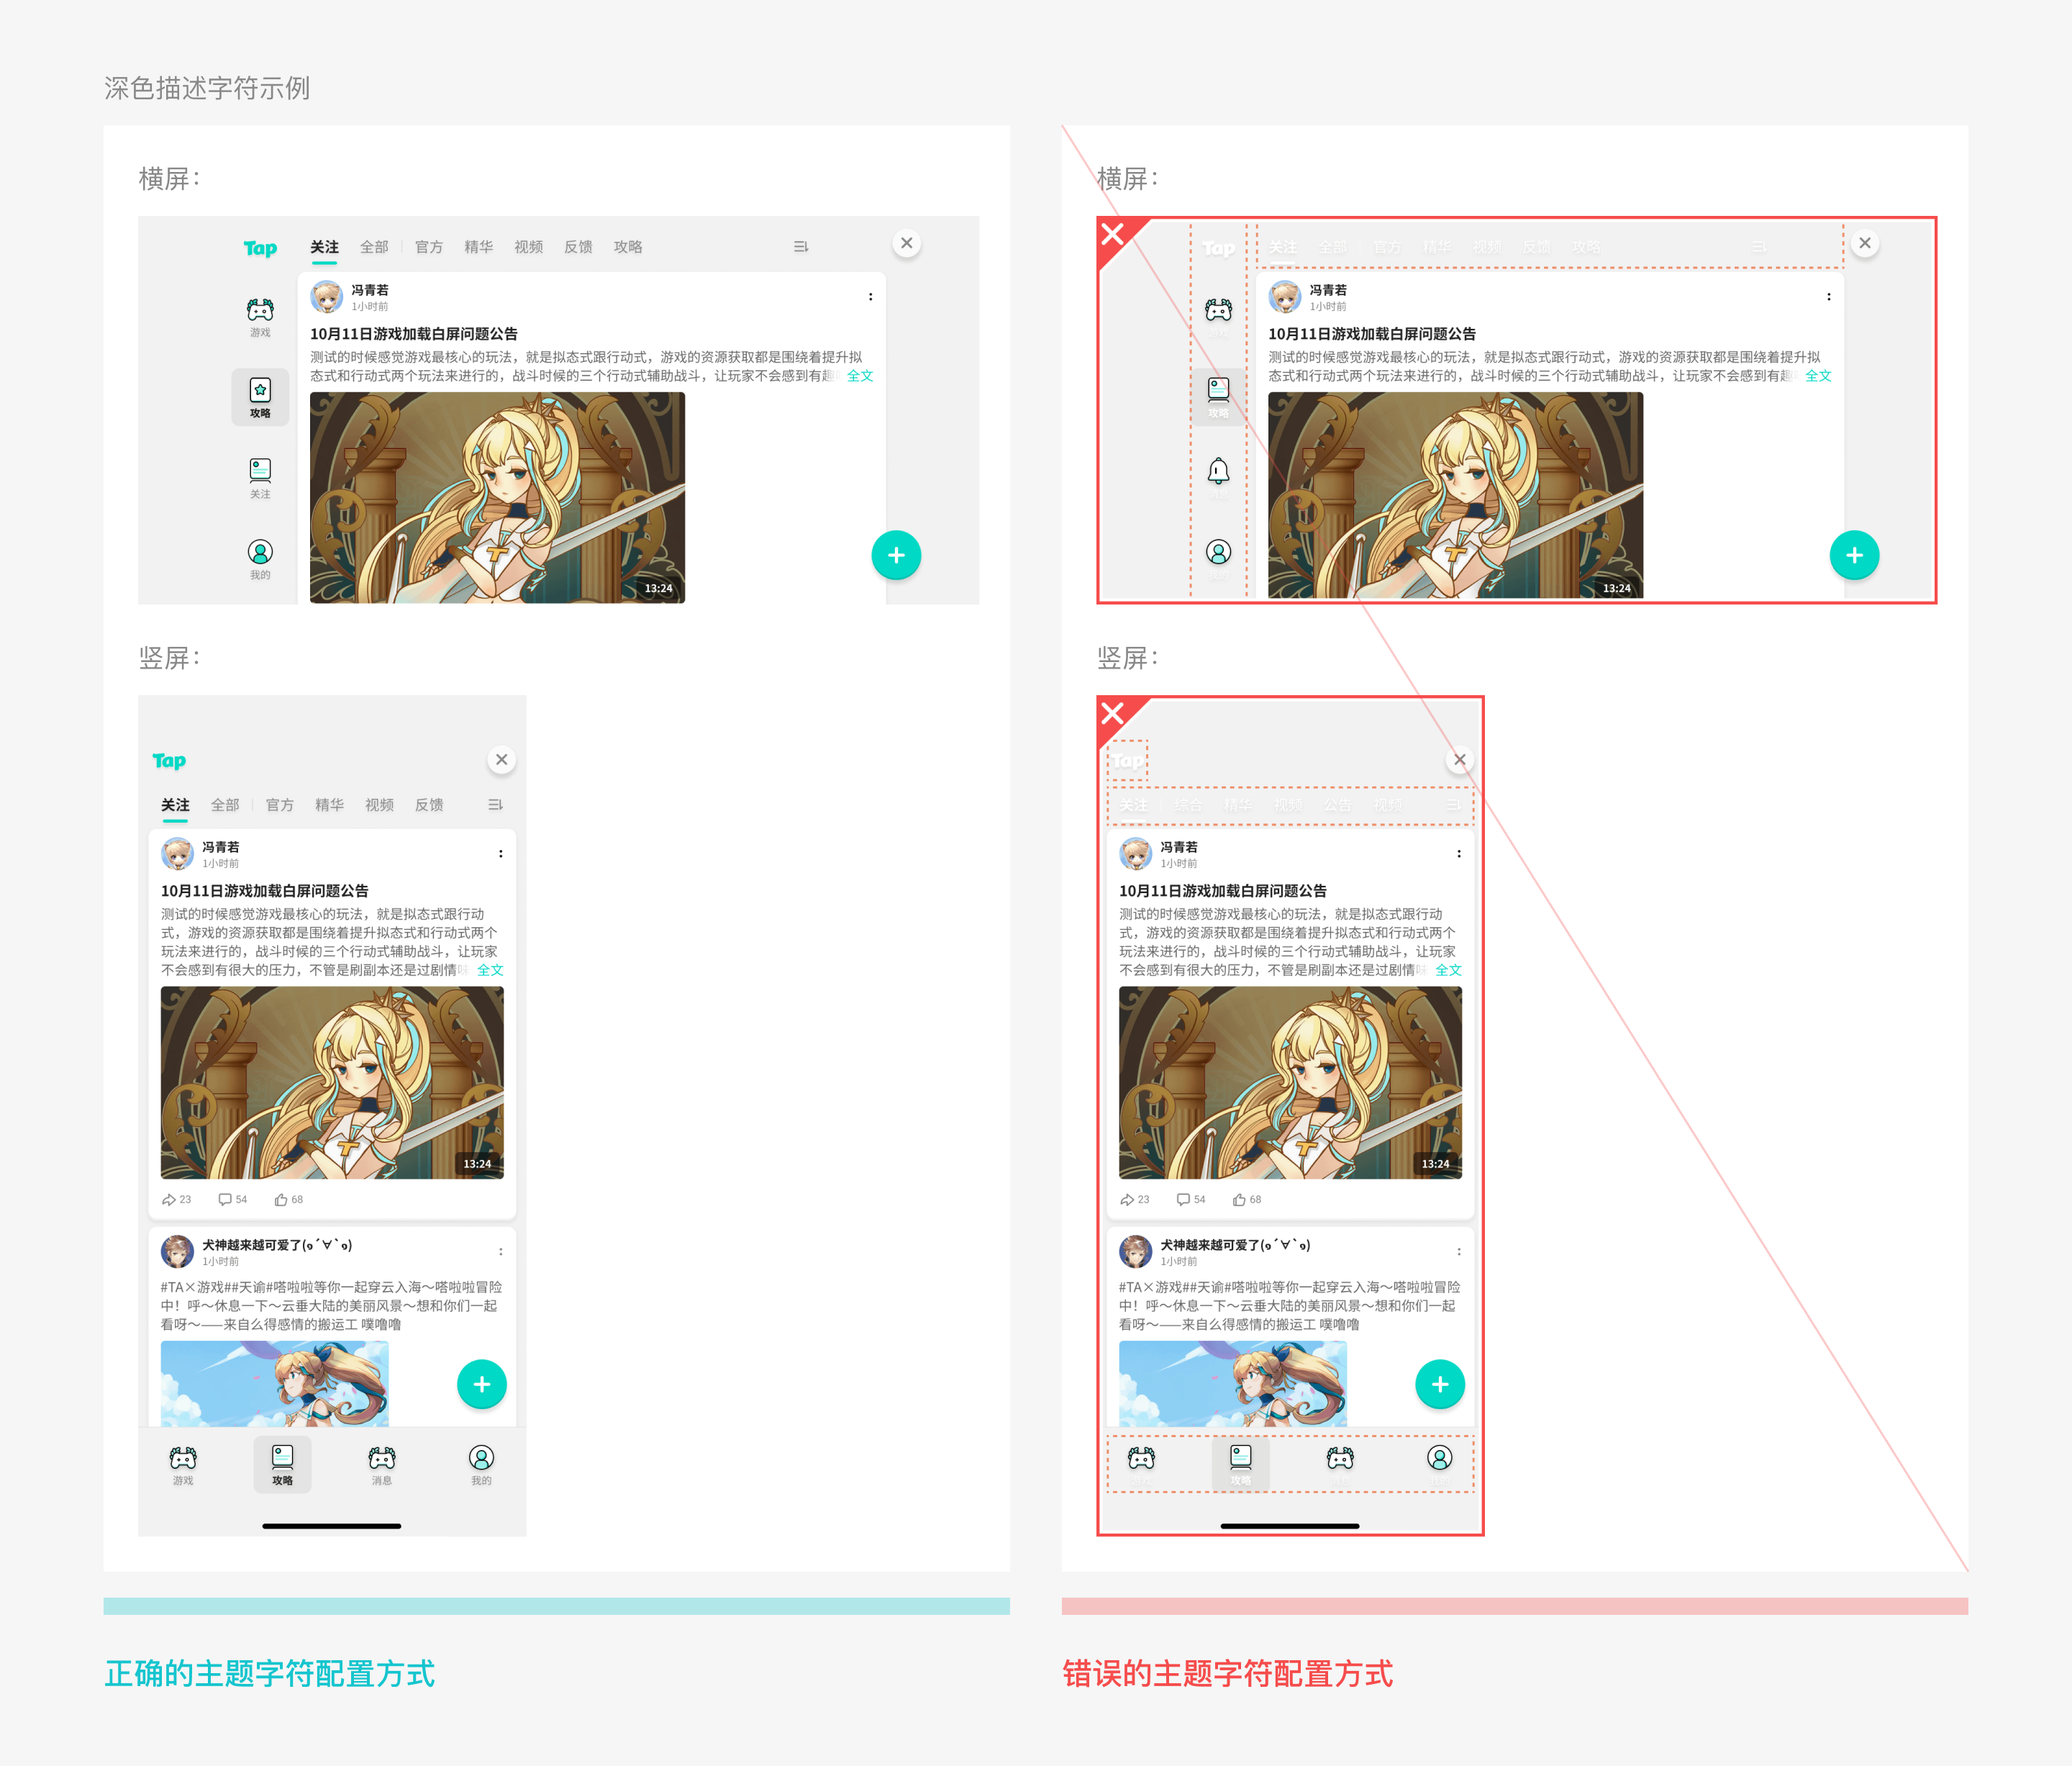 深色描述字符示例
横屏：
Tap
关注 全部 官方 精华 视频 反馈 攻略
冯青若
1小时前
10月11日游戏加载白屏问题公告
测试的时候感觉游戏最核心的玩法，就是拟态式跟行动式，游戏的资源获取都是围绕着提升拟
态式和行动式两个玩法来进行的，战斗时候的三个行动式辅助战斗，让玩家不会感到有趣 全文
13:24
游戏
攻略
关注
我的
竖屏：
Tap
关注 全部 官方 精华 视频 反馈
冯青若
1小时前
10月11日游戏加载白屏问题公告
测试的时候感觉游戏最核心的玩法，就是拟态式跟行动
式，游戏的资源获取都是围绕着提升拟态式和行动式两个
玩法来进行的，战斗时候的三个行动式辅助战斗，让玩家
不会感到有很大的压力，不管是刷副本还是过剧情味 全文
13:24
23 54 68
犬神越来越可爱了(๑´∀`๑)
1小时前
#TA×游戏##天谕#嗒啦啦等你一起穿云入海～嗒啦啦冒险
中！呼～休息一下～云垂大陆的美丽风景～想和你们一起
看呀～——来自么得感情的搬运工 噗噜噜
游戏 攻略 消息 我的
正确的主题字符配置方式
横屏：
Tap
关注 全部 官方 精华 视频 反馈 攻略
冯青若
1小时前
10月11日游戏加载白屏问题公告
测试的时候感觉游戏最核心的玩法，就是拟态式跟行动式，游戏的资源获取都是围绕着提升拟
态式和行动式两个玩法来进行的，战斗时候的三个行动式辅助战斗，让玩家不会感到有趣 全文
13:24
攻略
竖屏：
Tap
关注 综合 精华 视频 公告 视频
冯青若
1小时前
10月11日游戏加载白屏问题公告
测试的时候感觉游戏最核心的玩法，就是拟态式跟行动
式，游戏的资源获取都是围绕着提升拟态式和行动式两个
玩法来进行的，战斗时候的三个行动式辅助战斗，让玩家
不会感到有很大的压力，不管是刷副本还是过剧情味 全文
13:24
23 54 68
犬神越来越可爱了(๑´∀`๑)
1小时前
#TA×游戏##天谕#嗒啦啦等你一起穿云入海～嗒啦啦冒险
中！呼～休息一下～云垂大陆的美丽风景～想和你们一起
看呀～——来自么得感情的搬运工 噗噜噜
攻略
错误的主题字符配置方式